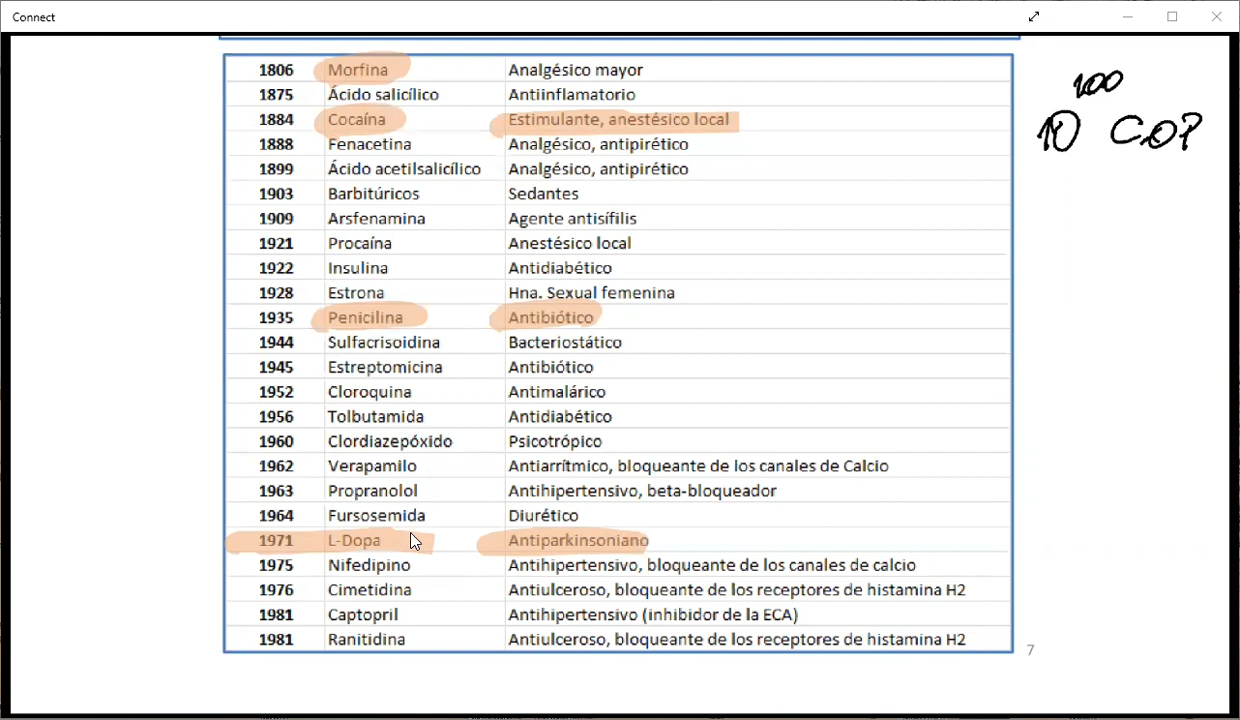 Connect
1806 Morfina Analgésico mayor
1875 Ácido salicílico Antiinflamatorio
1884 Cocaína Estimulante, anestésico local
1888 Fenacetina Analgésico, antipirético
1899 Ácido acetilsalicílico Analgésico, antipirético
1903 Barbitúricos Sedantes
1909 Arsfenamina Agente antisífilis
1921 Procaína Anestésico local
1922 Insulina Antidiabético
1928 Estrona Hna. Sexual femenina
1935 Penicilina Antibiótico
1944 Sulfacrisoidina Bacteriostático
1945 Estreptomicina Antibiótico
1952 Cloroquina Antimalárico
1956 Tolbutamida Antidiabético
1960 Clordiazepóxido Psicotrópico
1962 Verapamilo Antiarrítmico, bloqueante de los canales de Calcio
1963 Propranolol Antihipertensivo, beta-bloqueador
1964 Fursosemida Diurético
1971 L-Dopa Antiparkinsoniano
1975 Nifedipino Antihipertensivo, bloqueante de los canales de calcio
1976 Cimetidina Antiulceroso, bloqueante de los receptores de histamina H2
1981 Captopril Antihipertensivo (inhibidor de la ECA)
1981 Ranitidina Antiulceroso, bloqueante de los receptores de histamina H2
7
100
10